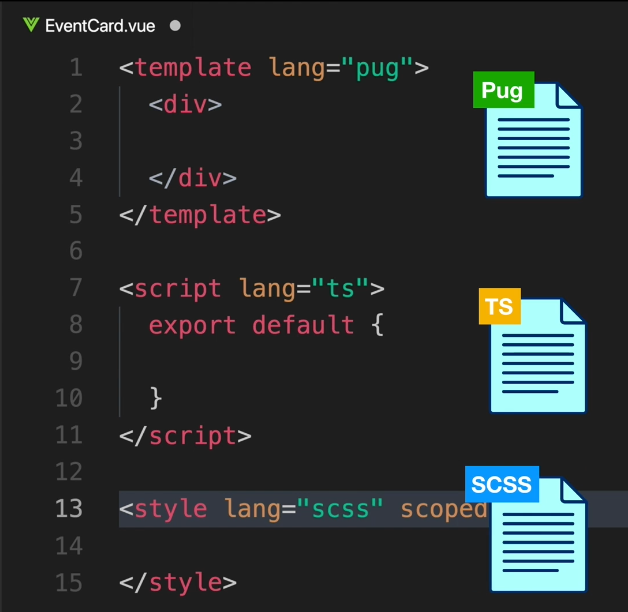 EventCard.vue
1 <template lang="pug">
2 <div>
3
4 </div>
5 </template>
6
7 <script lang="ts">
8 export default {
9
10 }
11 </script>
12
13 <style lang="scss" scoped
14
15 </style>
Pug
TS
SCSS